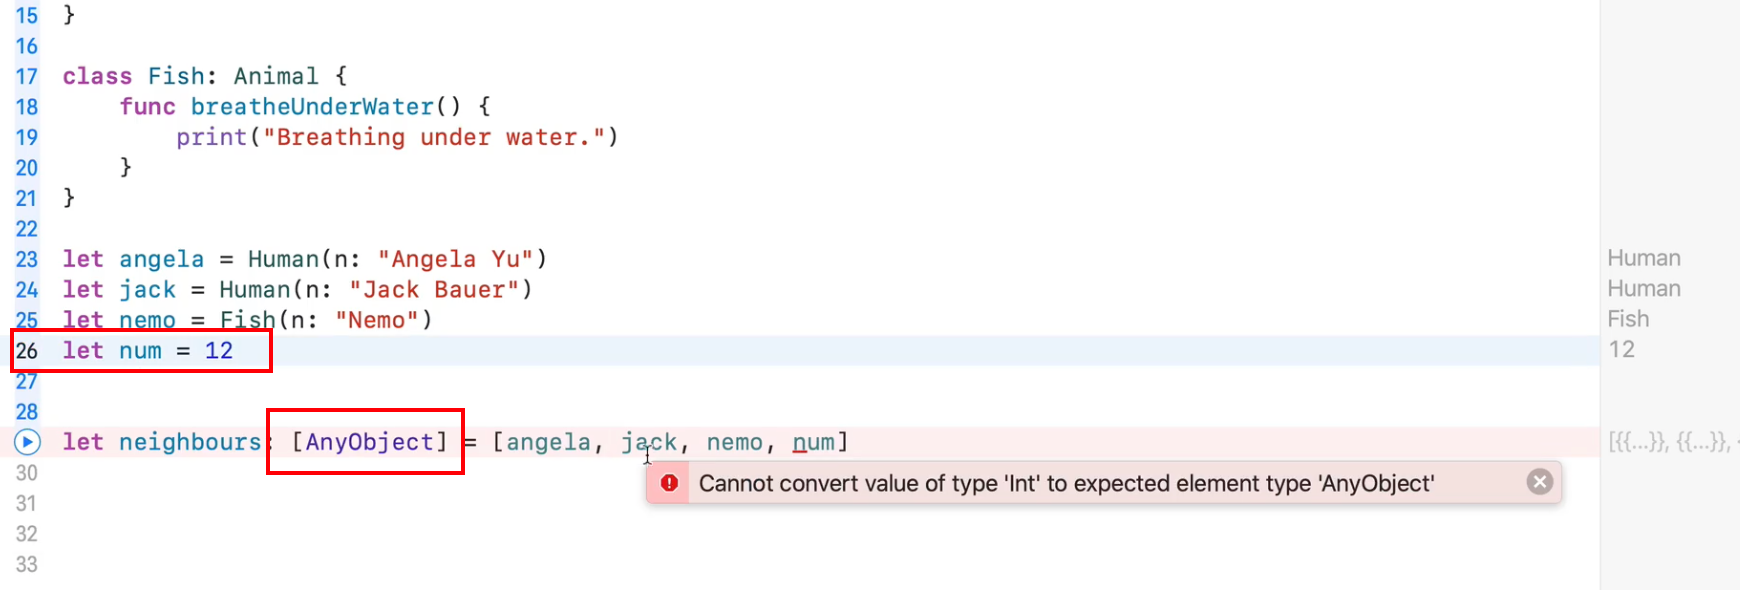 15 }
16
17 class Fish: Animal {
18 func breatheUnderWater() {
19 print("Breathing under water.")
20 }
21 }
22
23 let angela = Human(n: "Angela Yu") Human
24 let jack = Human(n: "Jack Bauer") Human
25 let nemo = Fish(n: "Nemo") Fish
26 let num = 12 12
27
28
let neighbours: [AnyObject] = [angela, jack, nemo, num] [{{...}}, {{...}},
30 Cannot convert value of type 'Int' to expected element type 'AnyObject'
31
32
33